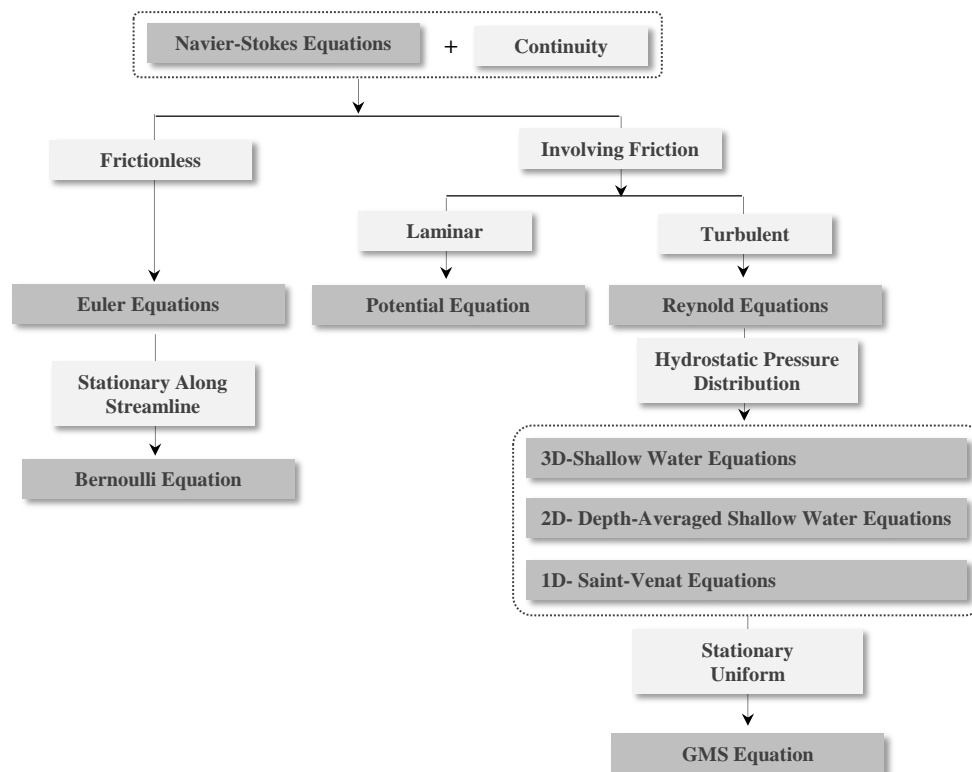 Navier-Stokes Equations + Continuity
Frictionless
Involving Friction
Laminar
Turbulent
Euler Equations
Potential Equation
Reynold Equations
Stationary Along
Streamline
Hydrostatic Pressure
Distribution
Bernoulli Equation
3D-Shallow Water Equations
2D- Depth-Averaged Shallow Water Equations
1D- Saint-Venat Equations
Stationary
Uniform
GMS Equation